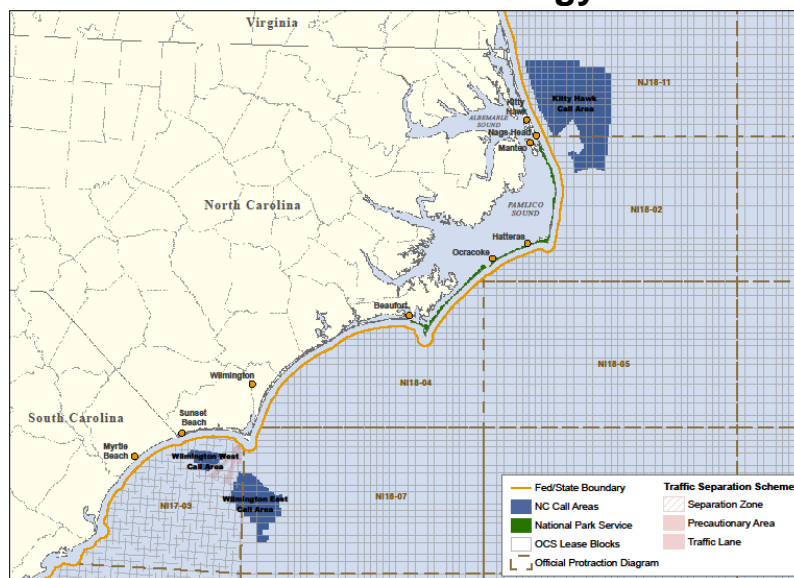 Virginia
NJ18-11
Kitty
Hawk
Kitty Hawk
Call Area
ALBEMARLE
SOUND
Nags Head
Manteo
North Carolina
PAMLICO
SOUND
NI18-02
Hatteras
Ocracoke
Beaufort
NI18-05
Wilmington
NI18-04
South Carolina
Sunset
Beach
Myrtle
Beach
Wilmington West
Call Area
Wilmington East
Call Area
NI17-03
NI18-07
Fed/State Boundary
NC Call Areas
National Park Service
OCS Lease Blocks
Official Protraction Diagram
Traffic Separation Scheme
Separation Zone
Precautionary Area
Traffic Lane